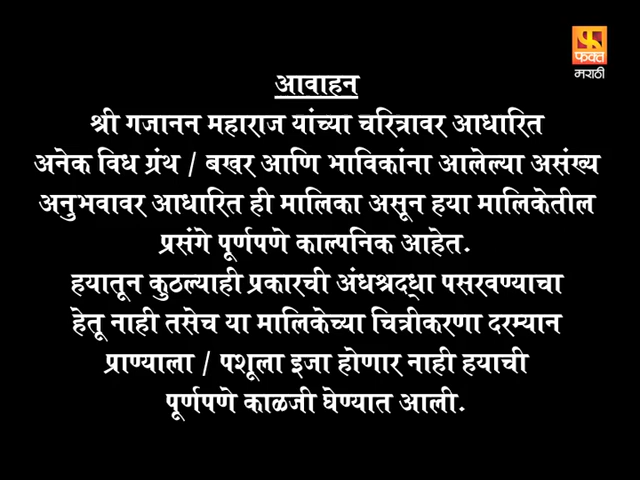 फक्त
मराठी
आवाहन
श्री गजानन महाराज यांच्या चरित्रावर आधारित
अनेक विध ग्रंथ / बखर आणि भाविकांना आलेल्या असंख्य
अनुभवावर आधारित ही मालिका असून हया मालिकेतील
प्रसंगे पूर्णपणे काल्पनिक आहेत.
हयातून कुठल्याही प्रकारची अंधश्रद्धा पसरवण्याचा
हेतू नाही तसेच या मालिकेच्या चित्रीकरणा दरम्यान
प्राण्याला / पशूला इजा होणार नाही हयाची
पूर्णपणे काळजी घेण्यात आली.